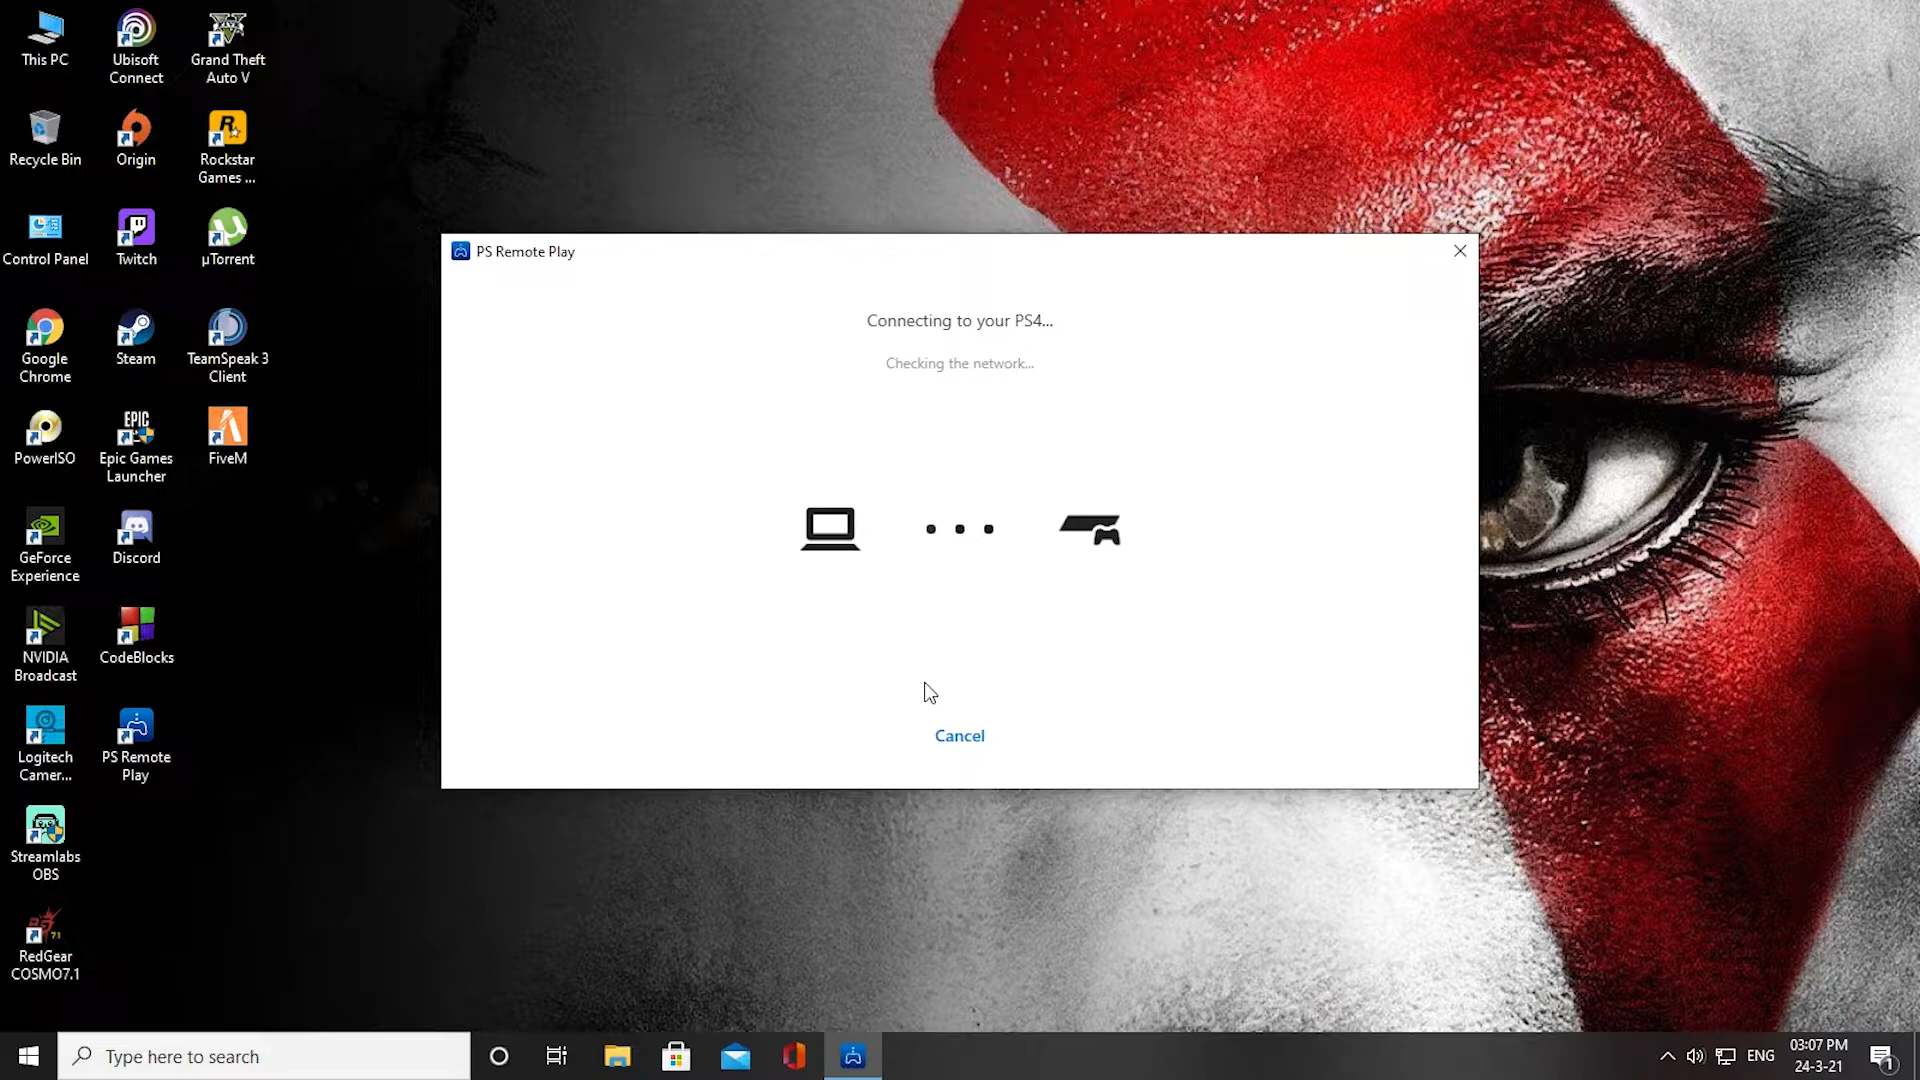 This PC
Ubisoft
Connect
Grand Theft
Auto V
Recycle Bin
Origin
Rockstar
Games ...
Control Panel
Twitch
µTorrent
Google
Chrome
Steam
TeamSpeak 3
Client
PowerISO
EPIC
Epic Games
Launcher
FiveM
GeForce
Experience
Discord
NVIDIA
Broadcast
CodeBlocks
Logitech
Camer...
PS Remote
Play
Streamlabs
OBS
RedGear
COSMO7.1
PS Remote Play
Connecting to your PS4...
Checking the network...
Cancel
Type here to search
ENG
03:07 PM
24-3-21
1